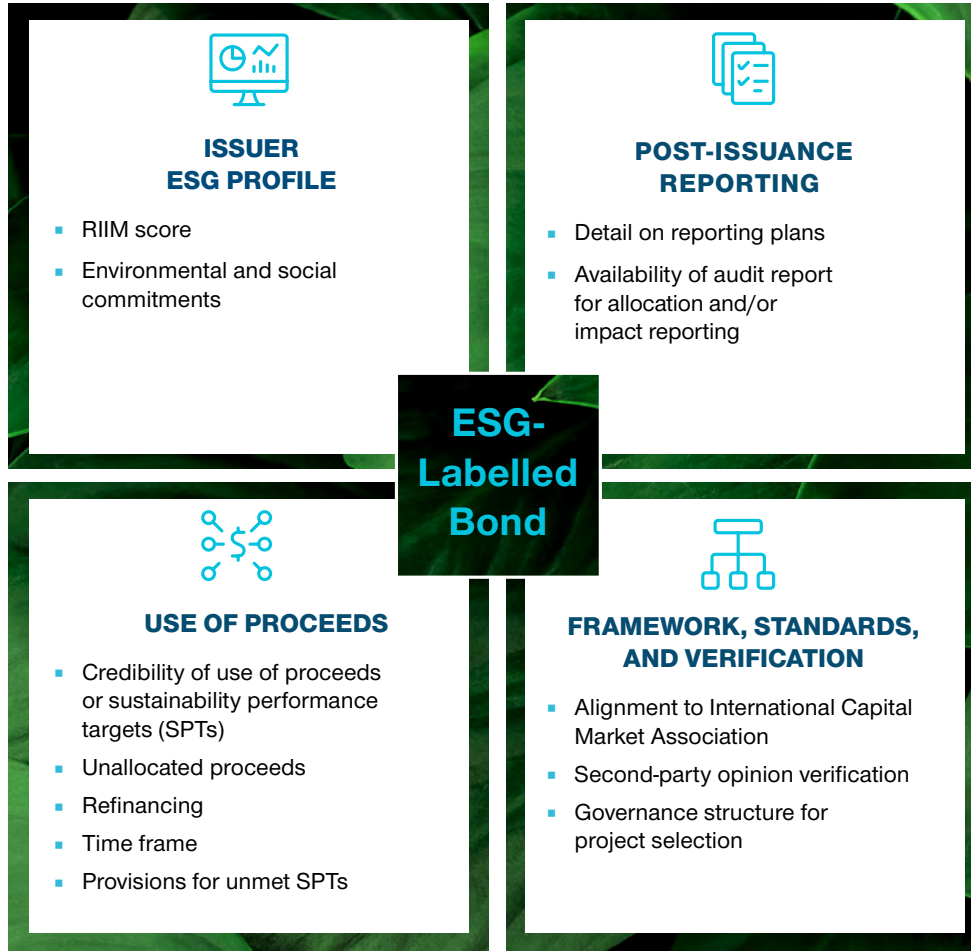 ISSUER
ESG PROFILE
▪ RIIM score
▪ Environmental and social
commitments
POST-ISSUANCE
REPORTING
▪ Detail on reporting plans
▪ Availability of audit report
for allocation and/or
impact reporting
ESG-
Labelled
Bond
USE OF PROCEEDS
▪ Credibility of use of proceeds
or sustainability performance
targets (SPTs)
▪ Unallocated proceeds
▪ Refinancing
▪ Time frame
▪ Provisions for unmet SPTs
FRAMEWORK, STANDARDS,
AND VERIFICATION
▪ Alignment to International Capital
Market Association
▪ Second-party opinion verification
▪ Governance structure for
project selection